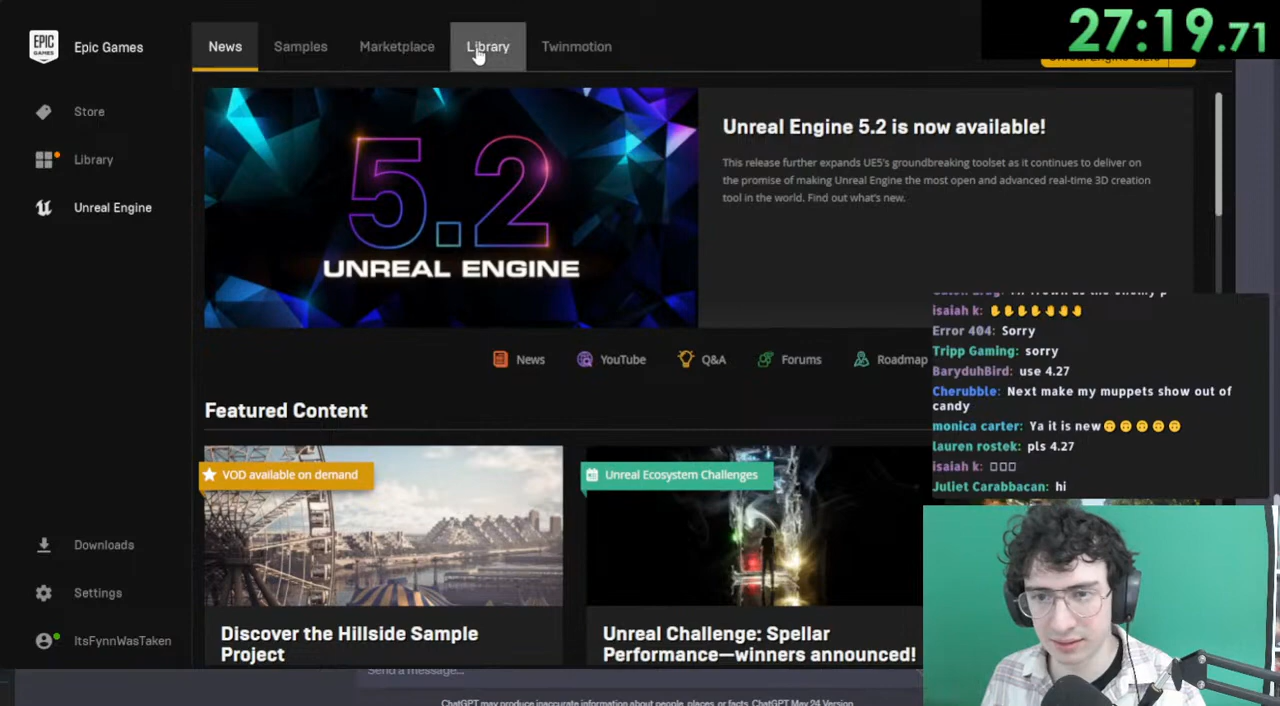 27:19.71
EPIC GAMES
Epic Games
News
Samples
Marketplace
Library
Twinmotion
Store
Library
Unreal Engine
5.2
UNREAL ENGINE
Unreal Engine 5.2 is now available!
This release further expands UE5's groundbreaking toolset as it continues to deliver on
the promise of making Unreal Engine the most open and advanced real-time 3D creation
tool in the world. Find out what's new.
News
YouTube
Q&A
Forums
Roadmap
isaiah k: ✋✋✋✋🤚🤚🤚
Error 404: Sorry
Tripp Gaming: sorry
BaryduhBird: use 4.27
Cherubble: Next make my muppets show out of
candy
monica carter: Ya it is new🙃🙃🙃🙃🙃
lauren rostek: pls 4.27
isaiah k: □□□
Juliet Carabbacan: hi
Featured Content
VOD available on demand
Unreal Ecosystem Challenges
Discover the Hillside Sample
Project
Unreal Challenge: Spellar
Performance—winners announced!
Downloads
Settings
ItsFynnWasTaken
Send a message...
ChatGPT may produce inaccurate information about people, places, or facts. ChatGPT May 24 Version